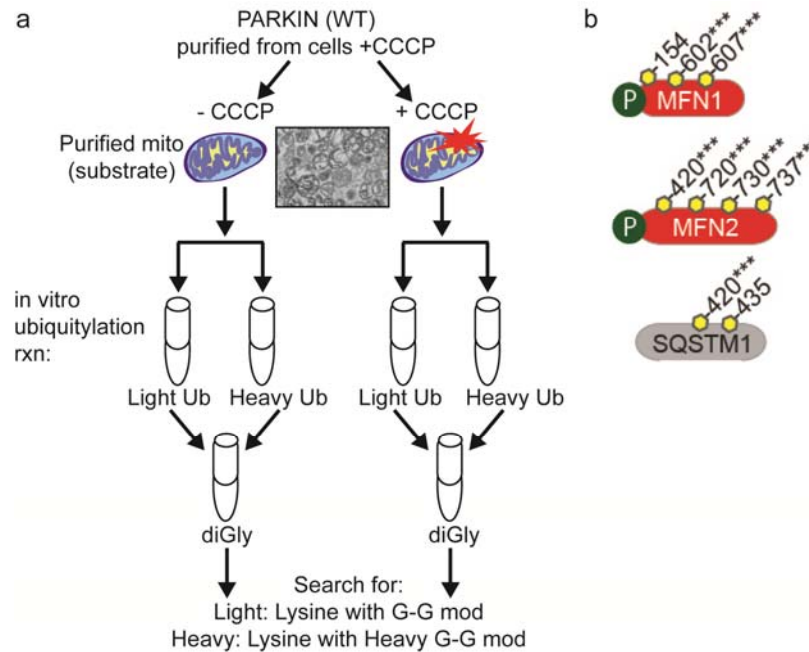 a
PARKIN (WT)
purified from cells +CCCP
- CCCP
+ CCCP
Purified mito
(substrate)
in vitro
ubiquitylation
rxn:
Light Ub
Heavy Ub
Light Ub
Heavy Ub
diGly
diGly
Search for:
Light: Lysine with G-G mod
Heavy: Lysine with Heavy G-G mod
b
-154
-602***
-607***
P
MFN1
-420***
-720***
-730***
-737**
P
MFN2
-420***
-435
SQSTM1